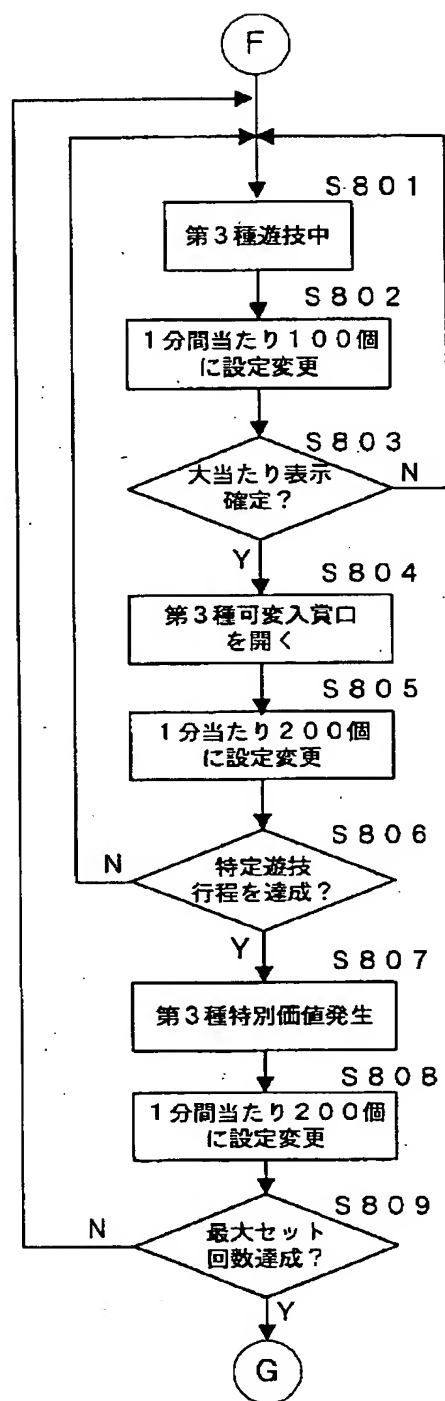 F
S801
第3種遊技中
S802
1分間当たり100個
に設定変更
S803
大当たり表示
確定？
N
Y
S804
第3種可変入賞口
を開く
S805
1分当たり200個
に設定変更
S806
N
特定遊技
行程を達成？
Y
S807
第3種特別価値発生
S808
1分間当たり200個
に設定変更
S809
N
最大セット
回数達成？
Y
G